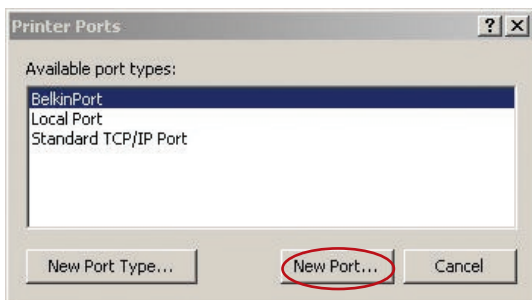 Printer Ports
Available port types:
BelkinPort
Local Port
Standard TCP/IP Port
New Port Type... New Port... Cancel